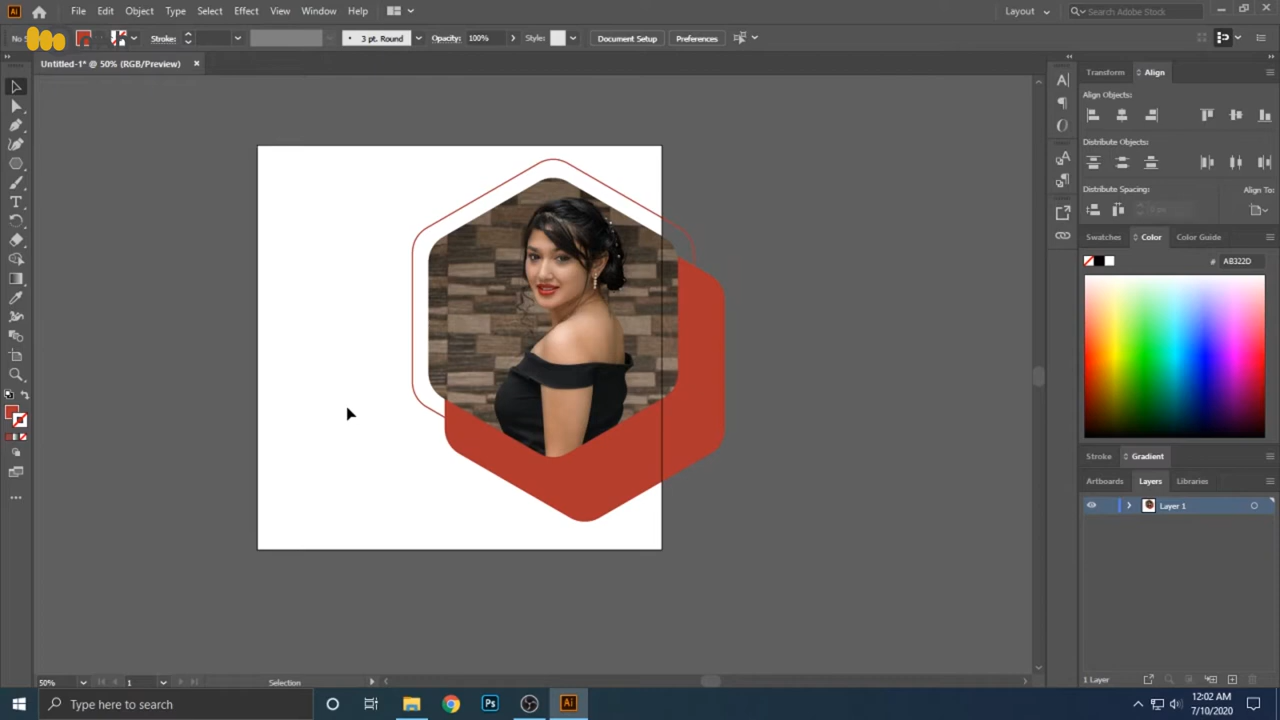 Ai File Edit Object Type Select Effect View Window Help Layout Search Adobe Stock
Stroke: 3 pt. Round Opacity: 100% Style: Document Setup Preferences
Untitled-1* @ 50% (RGB/Preview)
Transform Align
Align Objects:
Distribute Objects:
Distribute Spacing: Align To:
Swatches Color Color Guide
# AB322D
Stroke Gradient
Artboards Layers Libraries
Layer 1
1 Layer
50% 1 Selection
Type here to search Ps Ai
12:02 AM
7/10/2020